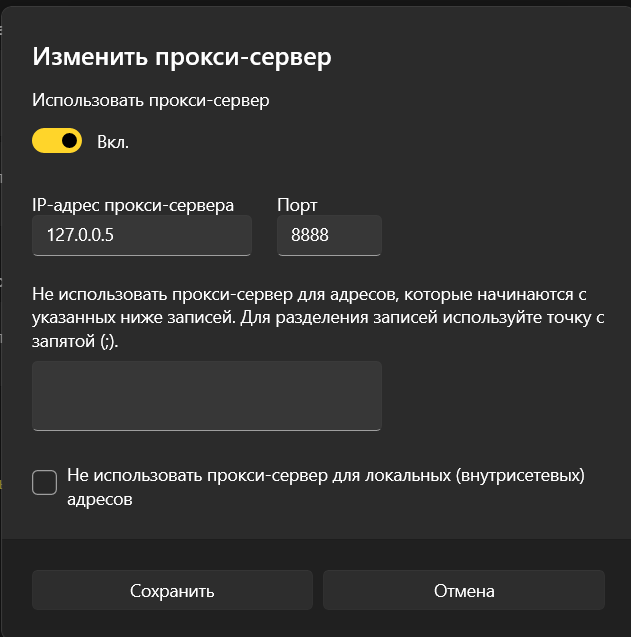 Изменить прокси-сервер
Использовать прокси-сервер
Вкл.
IP-адрес прокси-сервера Порт
127.0.0.5 8888
Не использовать прокси-сервер для адресов, которые начинаются с
указанных ниже записей. Для разделения записей используйте точку с
запятой (;).
Не использовать прокси-сервер для локальных (внутрисетевых)
адресов
Сохранить Отмена